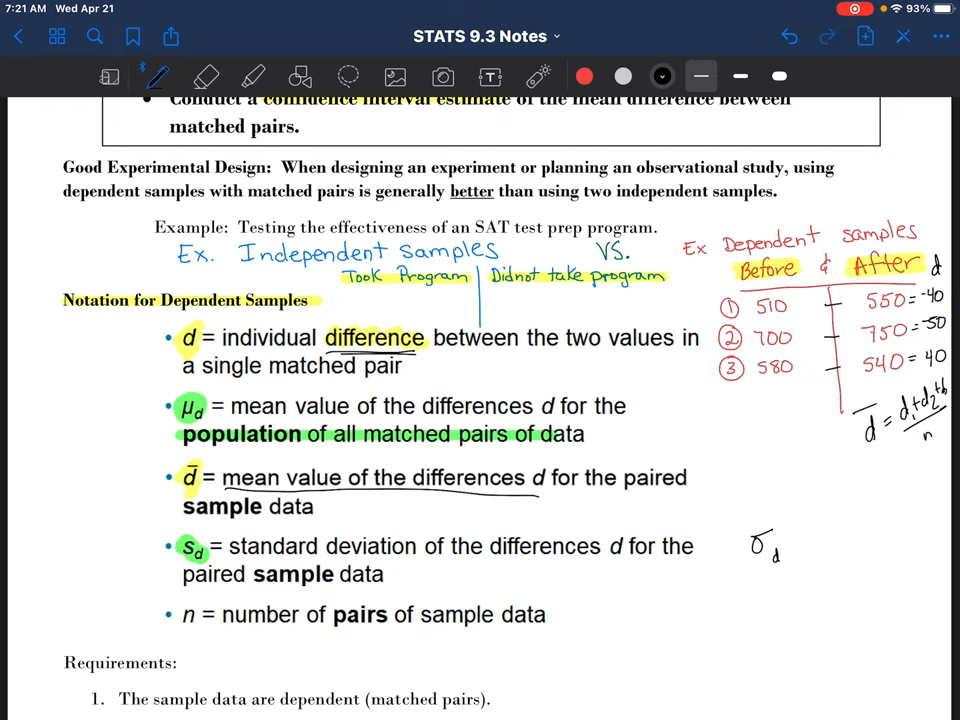 7:21 AM Wed Apr 21
93%
STATS 9.3 Notes
• Conduct a confidence interval estimate of the mean difference between
matched pairs.
Good Experimental Design: When designing an experiment or planning an observational study, using
dependent samples with matched pairs is generally better than using two independent samples.
Example: Testing the effectiveness of an SAT test prep program.
Ex. Independent samples VS.
Took Program Did not take program
Ex Dependent samples
Before & After d
① 510 – 550 = -40
② 700 – 750 = -50
③ 580 – 540 = 40
d̄ = d₁+d₂+
n
Notation for Dependent Samples
• d = individual difference between the two values in
a single matched pair
• μd = mean value of the differences d for the
population of all matched pairs of data
• d̄ = mean value of the differences d for the paired
sample data
• sd = standard deviation of the differences d for the
paired sample data
σd
• n = number of pairs of sample data
Requirements:
1. The sample data are dependent (matched pairs).